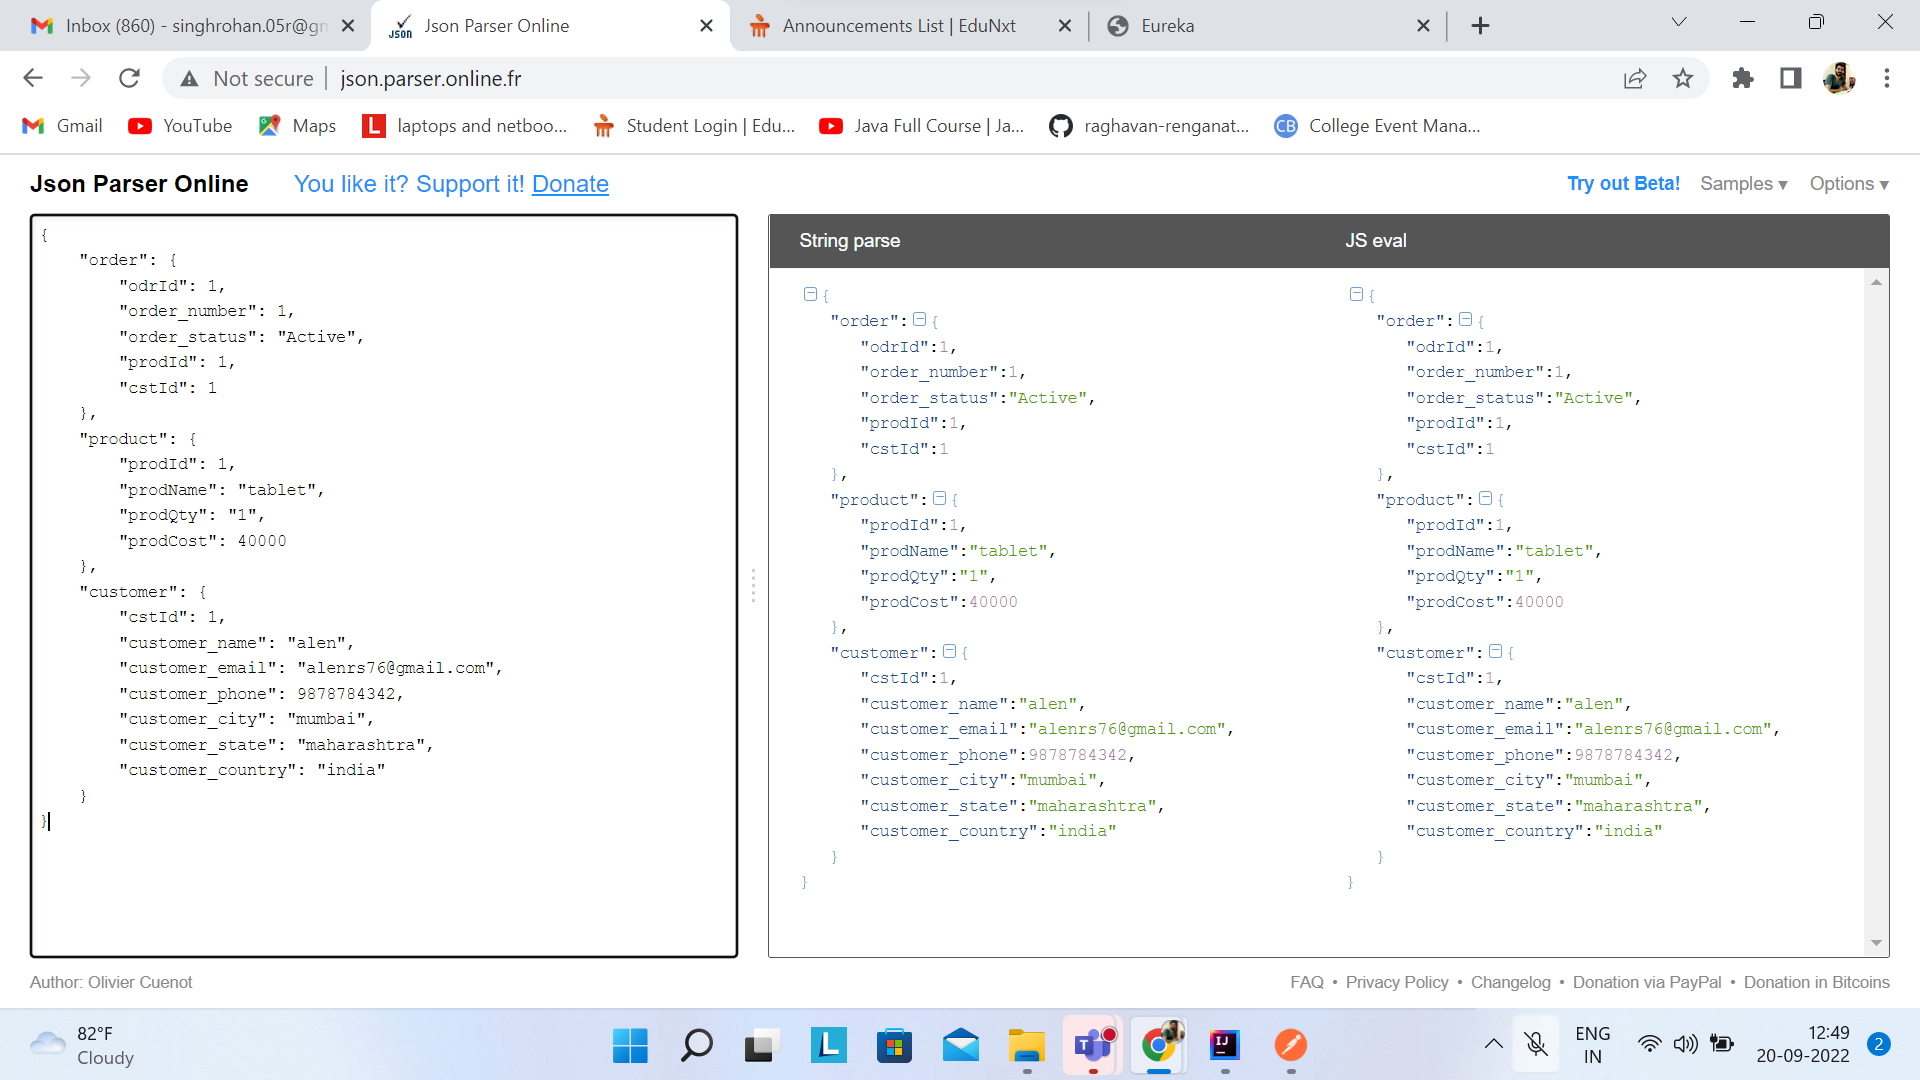 Inbox (860) - singhrohan.05r@gm
Json Parser Online
Announcements List | EduNxt
Eureka
Not secure
json.parser.online.fr
Gmail
YouTube
Maps
L
laptops and netboo...
Student Login | Edu...
Java Full Course | Ja...
raghavan-renganat...
CB
College Event Mana...
Json Parser Online
You like it? Support it! Donate
Try out Beta!
Samples ▾
Options ▾
{
"order": {
"odrId": 1,
"order_number": 1,
"order_status": "Active",
"prodId": 1,
"cstId": 1
},
"product": {
"prodId": 1,
"prodName": "tablet",
"prodQty": "1",
"prodCost": 40000
},
"customer": {
"cstId": 1,
"customer_name": "alen",
"customer_email": "alenrs76@gmail.com",
"customer_phone": 9878784342,
"customer_city": "mumbai",
"customer_state": "maharashtra",
"customer_country": "india"
}
}
String parse
{
"order":{
"odrId":1,
"order_number":1,
"order_status":"Active",
"prodId":1,
"cstId":1
},
"product":{
"prodId":1,
"prodName":"tablet",
"prodQty":"1",
"prodCost":40000
},
"customer":{
"cstId":1,
"customer_name":"alen",
"customer_email":"alenrs76@gmail.com",
"customer_phone":9878784342,
"customer_city":"mumbai",
"customer_state":"maharashtra",
"customer_country":"india"
}
}
JS eval
{
"order":{
"odrId":1,
"order_number":1,
"order_status":"Active",
"prodId":1,
"cstId":1
},
"product":{
"prodId":1,
"prodName":"tablet",
"prodQty":"1",
"prodCost":40000
},
"customer":{
"cstId":1,
"customer_name":"alen",
"customer_email":"alenrs76@gmail.com",
"customer_phone":9878784342,
"customer_city":"mumbai",
"customer_state":"maharashtra",
"customer_country":"india"
}
}
Author: Olivier Cuenot
FAQ • Privacy Policy • Changelog • Donation via PayPal • Donation in Bitcoins
82°F
Cloudy
ENG
IN
12:49
20-09-2022
2